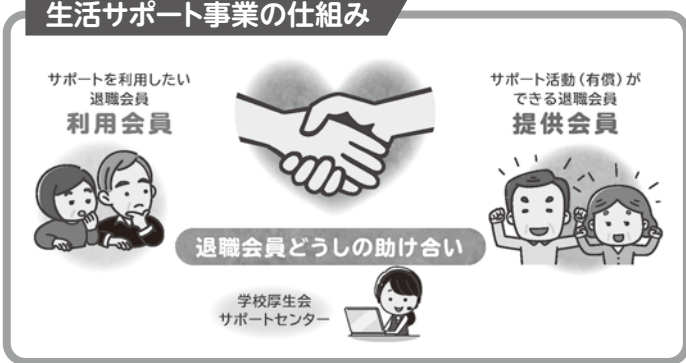 生活サポート事業の仕組み
サポートを利用したい
退職会員
利用会員
サポート活動（有償）が
できる退職会員
提供会員
退職会員どうしの助け合い
学校厚生会
サポートセンター